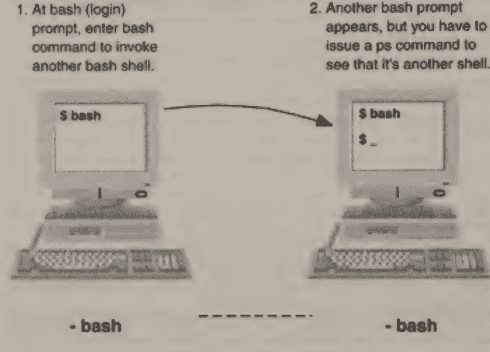 1. At bash (login)
prompt, enter bash
command to invoke
another bash shell.
2. Another bash prompt
appears, but you have to
issue a ps command to
see that it's another shell.
$ bash
$ bash
$ _
- bash
- bash